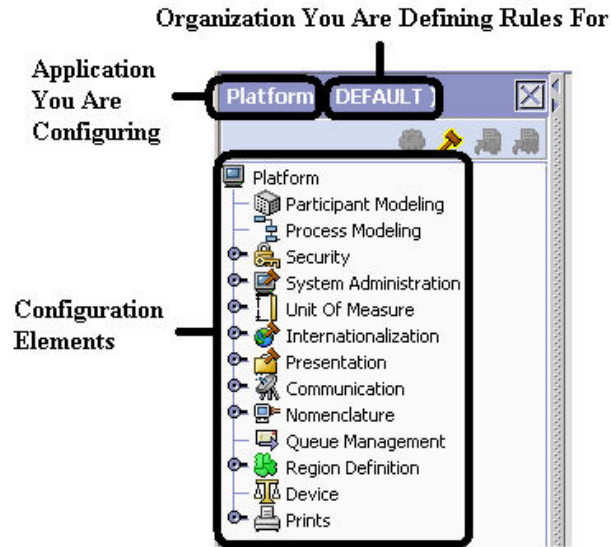 Organization You Are Defining Rules For
Application
You Are
Configuring
Platform DEFAULT )
Platform
Participant Modeling
Process Modeling
Security
System Administration
Unit Of Measure
Internationalization
Presentation
Communication
Nomenclature
Queue Management
Region Definition
Device
Prints
Configuration
Elements